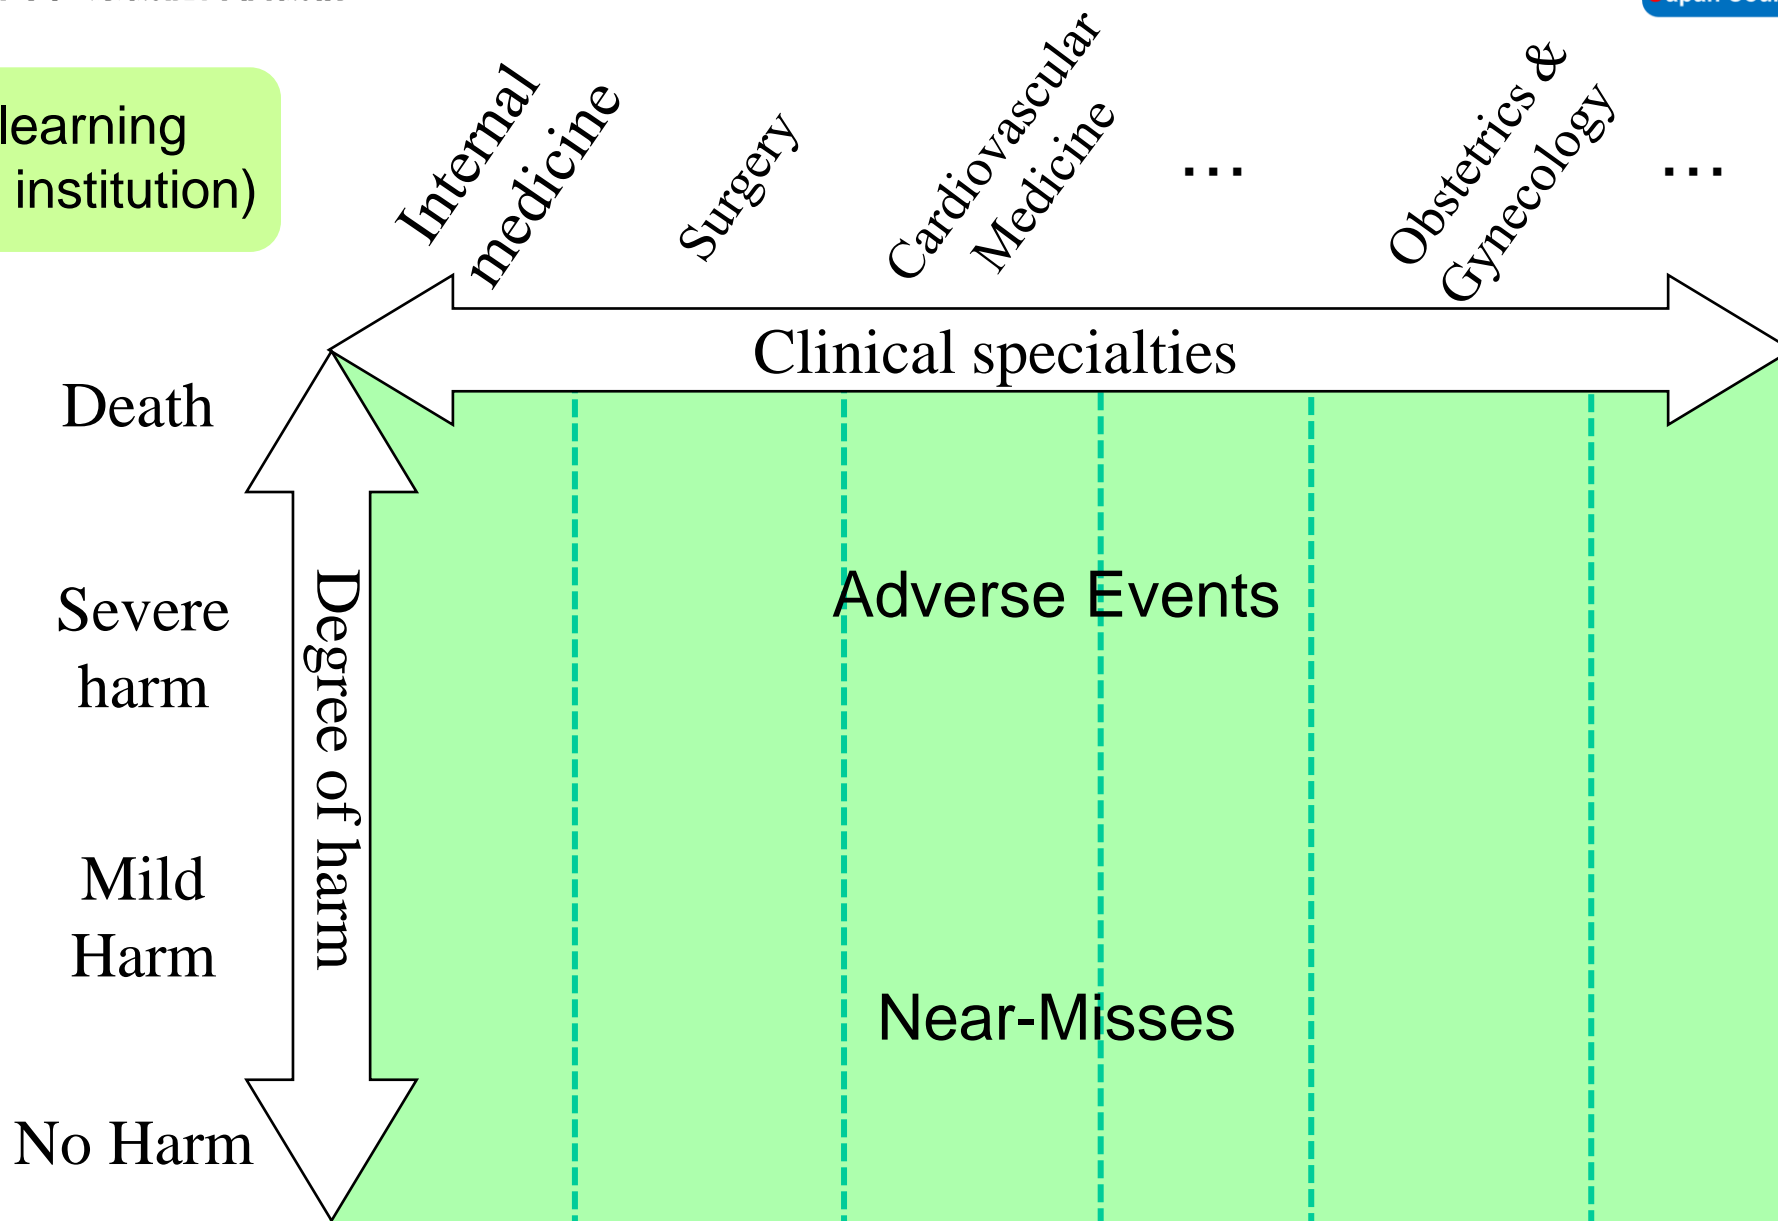 learning
institution)
Internal
medicine
Surgery
Cardiovascular
Medicine
...
Obstetrics &
Gynecology
...
Clinical specialties
Death
Severe
harm
Mild
Harm
No Harm
Degree of harm
Adverse Events
Near-Misses